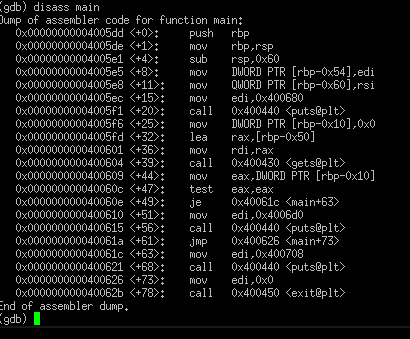 (gdb) disass main
Dump of assembler code for function main:
0x00000000004005dd <+0>: push rbp
0x00000000004005de <+1>: mov rbp,rsp
0x00000000004005e1 <+4>: sub rsp,0x60
0x00000000004005e5 <+8>: mov DWORD PTR [rbp-0x54],edi
0x00000000004005e8 <+11>: mov QWORD PTR [rbp-0x60],rsi
0x00000000004005ec <+15>: mov edi,0x400680
0x00000000004005f1 <+20>: call 0x400440 <puts@plt>
0x00000000004005f6 <+25>: mov DWORD PTR [rbp-0x10],0x0
0x00000000004005fd <+32>: lea rax,[rbp-0x50]
0x0000000000400601 <+36>: mov rdi,rax
0x0000000000400604 <+39>: call 0x400430 <gets@plt>
0x0000000000400609 <+44>: mov eax,DWORD PTR [rbp-0x10]
0x000000000040060c <+47>: test eax,eax
0x000000000040060e <+49>: je 0x40061c <main+63>
0x0000000000400610 <+51>: mov edi,0x4006d0
0x0000000000400615 <+56>: call 0x400440 <puts@plt>
0x000000000040061a <+61>: jmp 0x400626 <main+73>
0x000000000040061c <+63>: mov edi,0x400708
0x0000000000400621 <+68>: call 0x400440 <puts@plt>
0x0000000000400626 <+73>: mov edi,0x0
0x000000000040062b <+78>: call 0x400450 <exit@plt>
End of assembler dump.
(gdb)